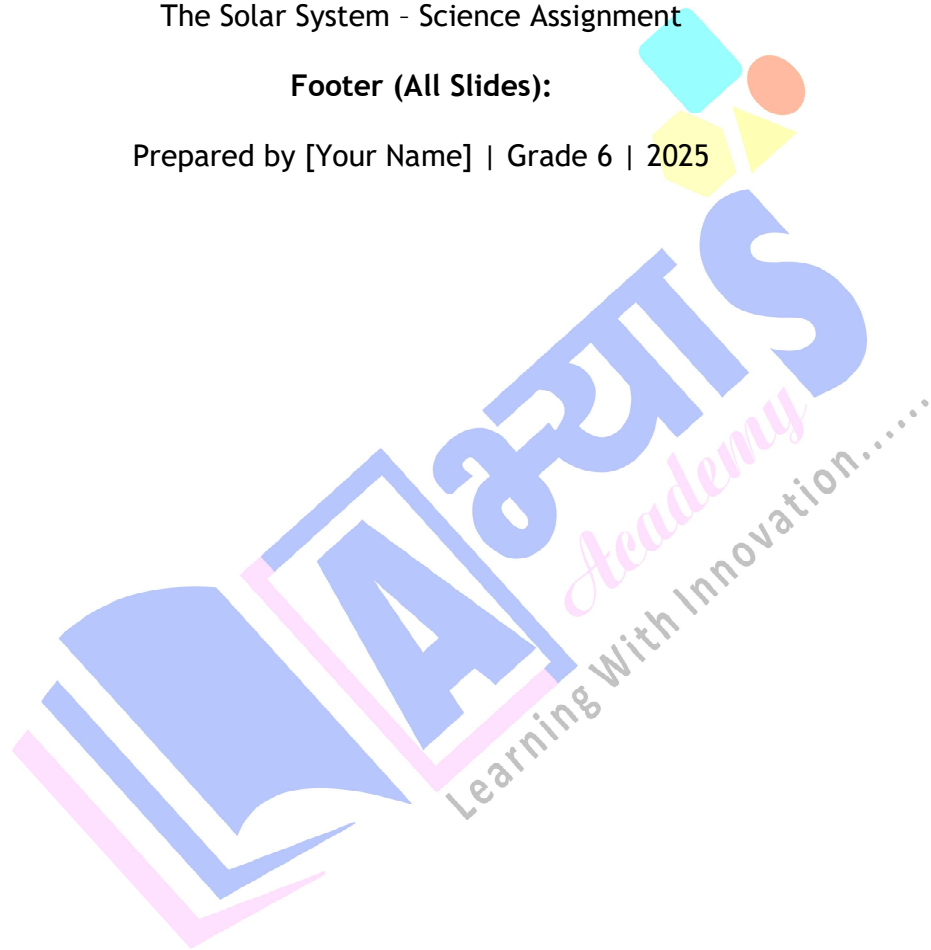 The Solar System – Science Assignment
Footer (All Slides):
Prepared by [Your Name] | Grade 6 | 2025
Aभ्याS
Academy
Learning With Innovation......